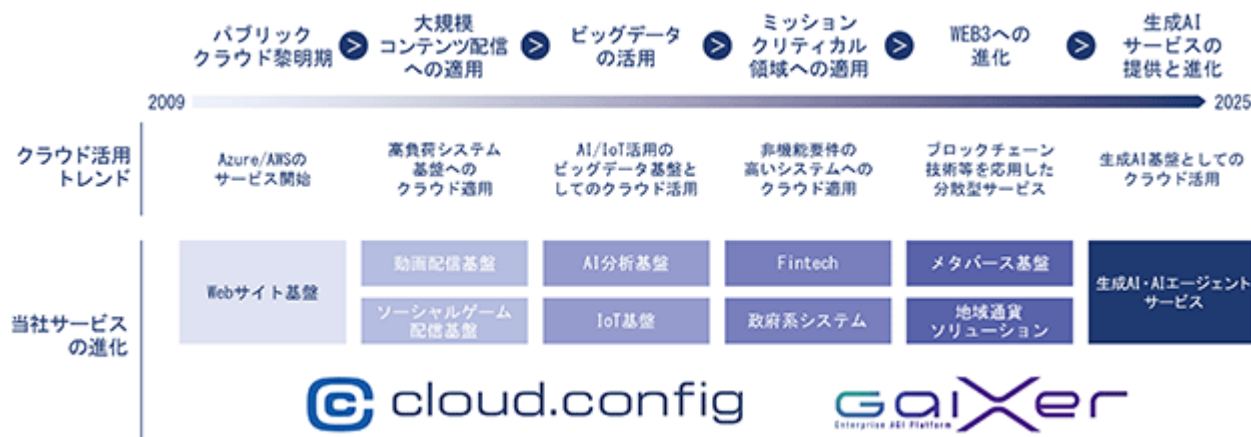 パブリック
クラウド黎明期
大規模
コンテンツ配信
への適用
ビッグデータ
の活用
ミッション
クリティカル
領域への適用
WEB3への
進化
生成AI
サービスの
提供と進化
2009
2025
クラウド活用
トレンド
Azure/AWSの
サービス開始
高負荷システム
基盤への
クラウド適用
AI/IoT活用の
ビッグデータ基盤と
してのクラウド活用
非機能要件の
高いシステムへの
クラウド適用
ブロックチェーン
技術等を応用した
分散型サービス
生成AI基盤としての
クラウド活用
当社サービス
の進化
Webサイト基盤
動画配信基盤
ソーシャルゲーム
配信基盤
AI分析基盤
IoT基盤
Fintech
政府系システム
メタバース基盤
地域通貨
ソリューション
生成AI・AIエージェント
サービス
cloud.config
GaiXer
Enterprise AGI Platform